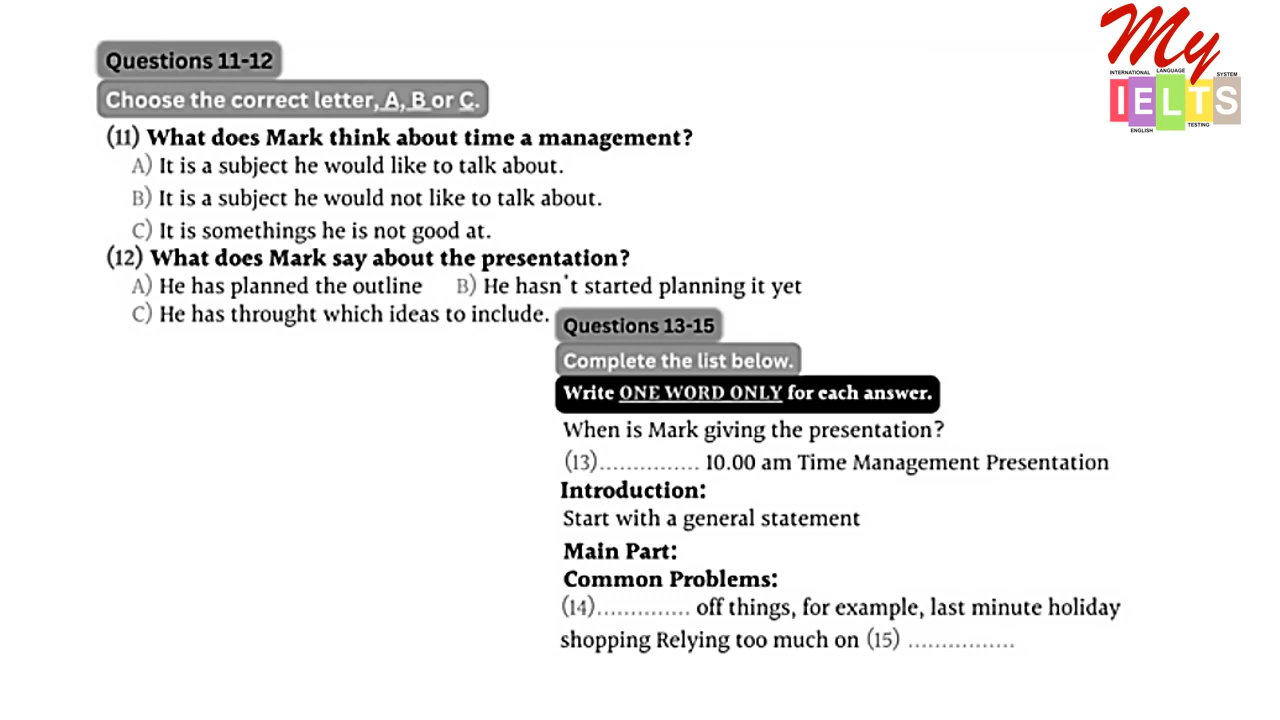 My
INTERNATIONAL LANGUAGE SYSTEM
IELTS
ENGLISH TESTING
Questions 11-12
Choose the correct letter, A, B or C.
(11) What does Mark think about time a management?
A) It is a subject he would like to talk about.
B) It is a subject he would not like to talk about.
C) It is somethings he is not good at.
(12) What does Mark say about the presentation?
A) He has planned the outline B) He hasn't started planning it yet
C) He has throught which ideas to include.
Questions 13-15
Complete the list below.
Write ONE WORD ONLY for each answer.
When is Mark giving the presentation?
(13)............... 10.00 am Time Management Presentation
Introduction:
Start with a general statement
Main Part:
Common Problems:
(14).............. off things, for example, last minute holiday
shopping Relying too much on (15) ................